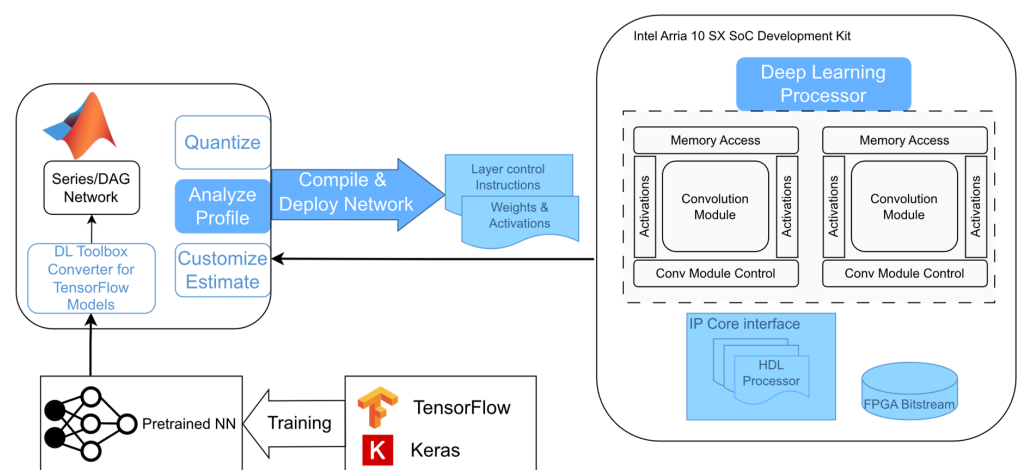 Intel Arria 10 SX SoC Development Kit
Deep Learning
Processor
Memory Access
Activations
Convolution
Module
Activations
Conv Module Control
Memory Access
Activations
Convolution
Module
Activations
Conv Module Control
IP Core interface
HDL
Processor
FPGA Bitstream
Quantize
Analyze
Profile
Customize
Estimate
Series/DAG
Network
DL Toolbox
Converter for
TensorFlow
Models
Compile &
Deploy Network
Layer control
Instructions
Weights &
Activations
Pretrained NN
Training
TensorFlow
K
Keras